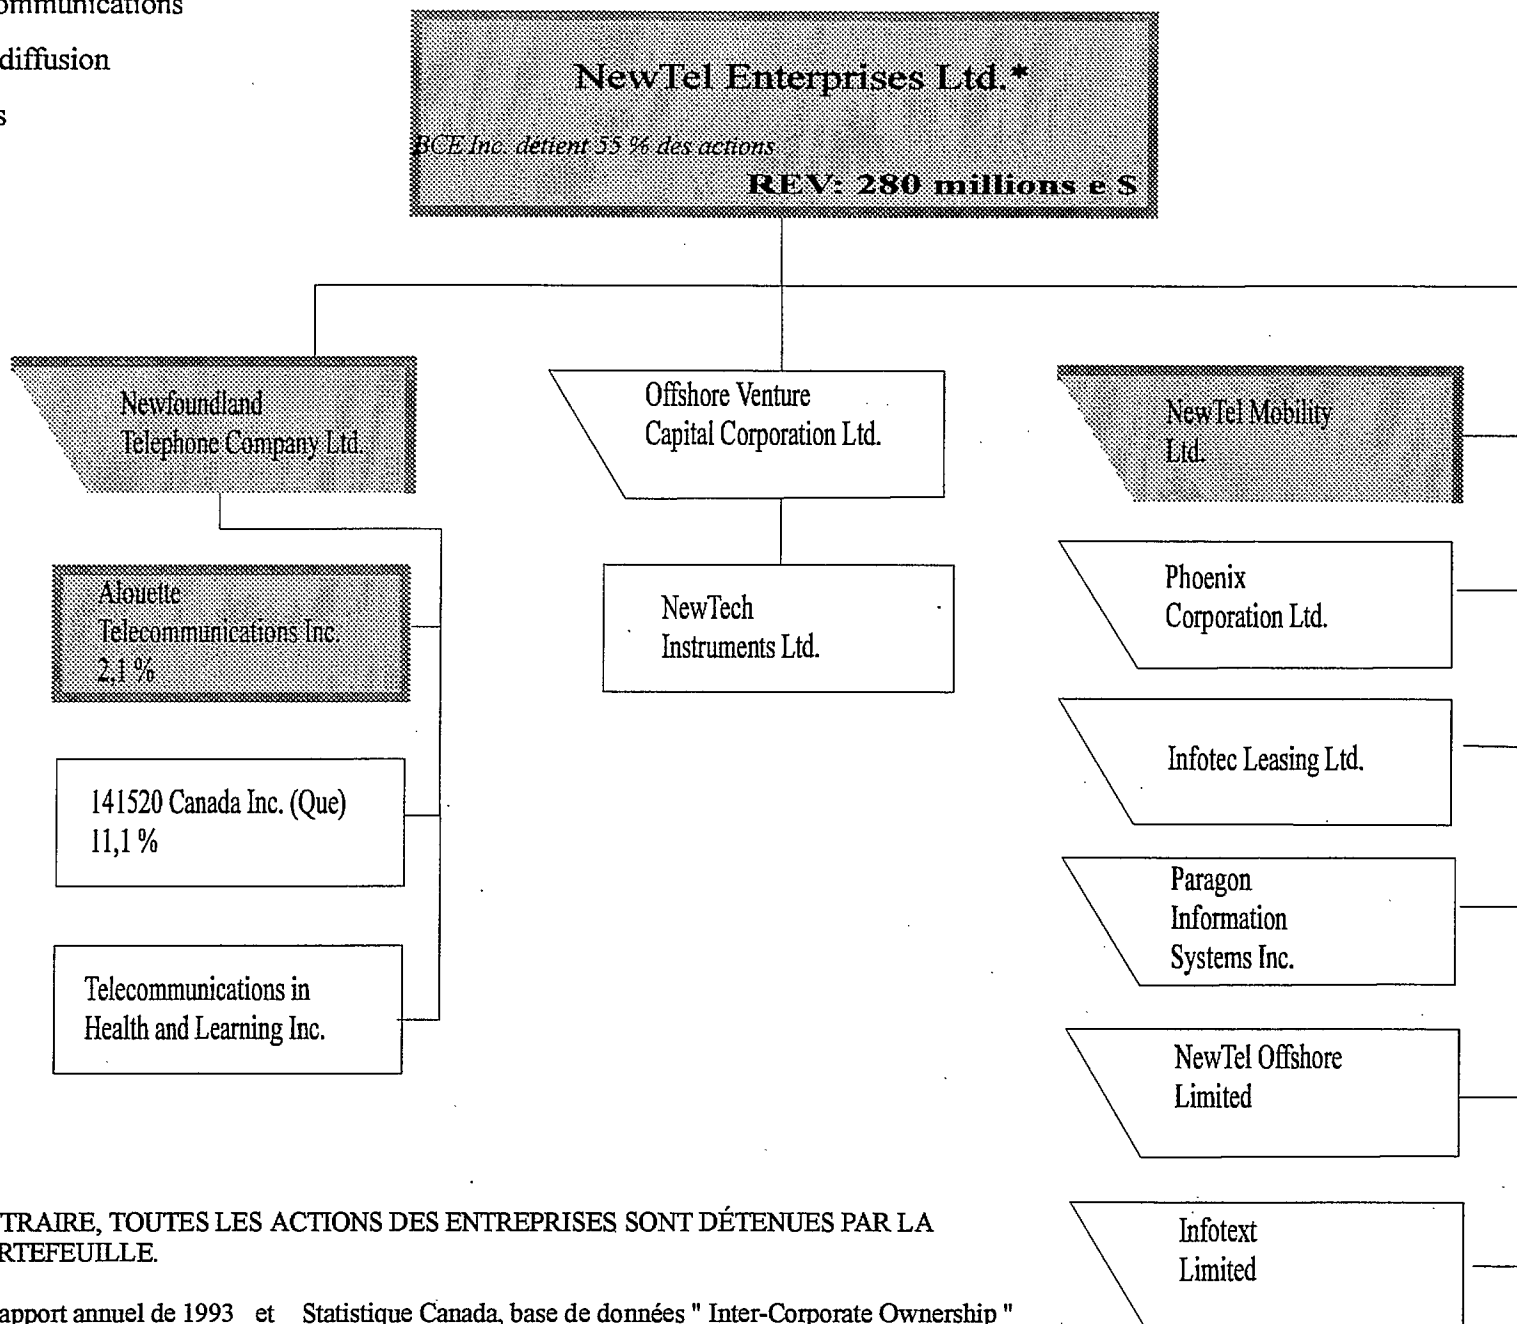 ommunications
diffusion
s
NewTel Enterprises Ltd.*
BCE Inc. détient 55 % des actions
REV: 280 millions e $
Newfoundland
Telephone Company Ltd.
Offshore Venture
Capital Corporation Ltd.
NewTel Mobility
Ltd.
Alouette
Telecommunications Inc.
2,1 %
NewTech
Instruments Ltd.
Phoenix
Corporation Ltd.
141520 Canada Inc. (Que)
11,1 %
Infotec Leasing Ltd.
Paragon
Information
Systems Inc.
Telecommunications in
Health and Learning Inc.
NewTel Offshore
Limited
Infotext
Limited
TRAIRE, TOUTES LES ACTIONS DES ENTREPRISES SONT DÉTENUES PAR LA
RTEFEUILLE.
apport annuel de 1993 et Statistique Canada, base de données " Inter-Corporate Ownership "